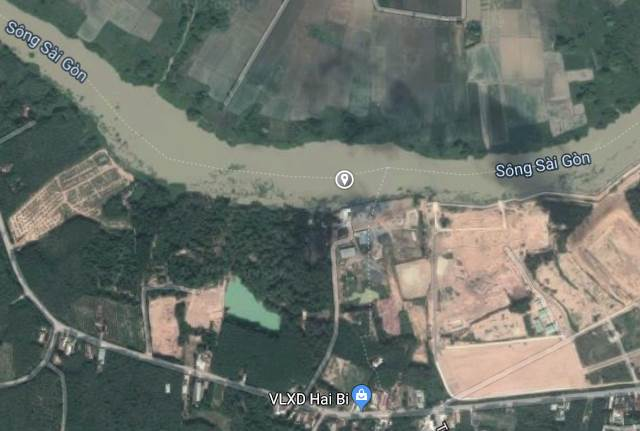 Sông Sài Gòn
Sông Sài Gòn
VLXD Hai Bi
T